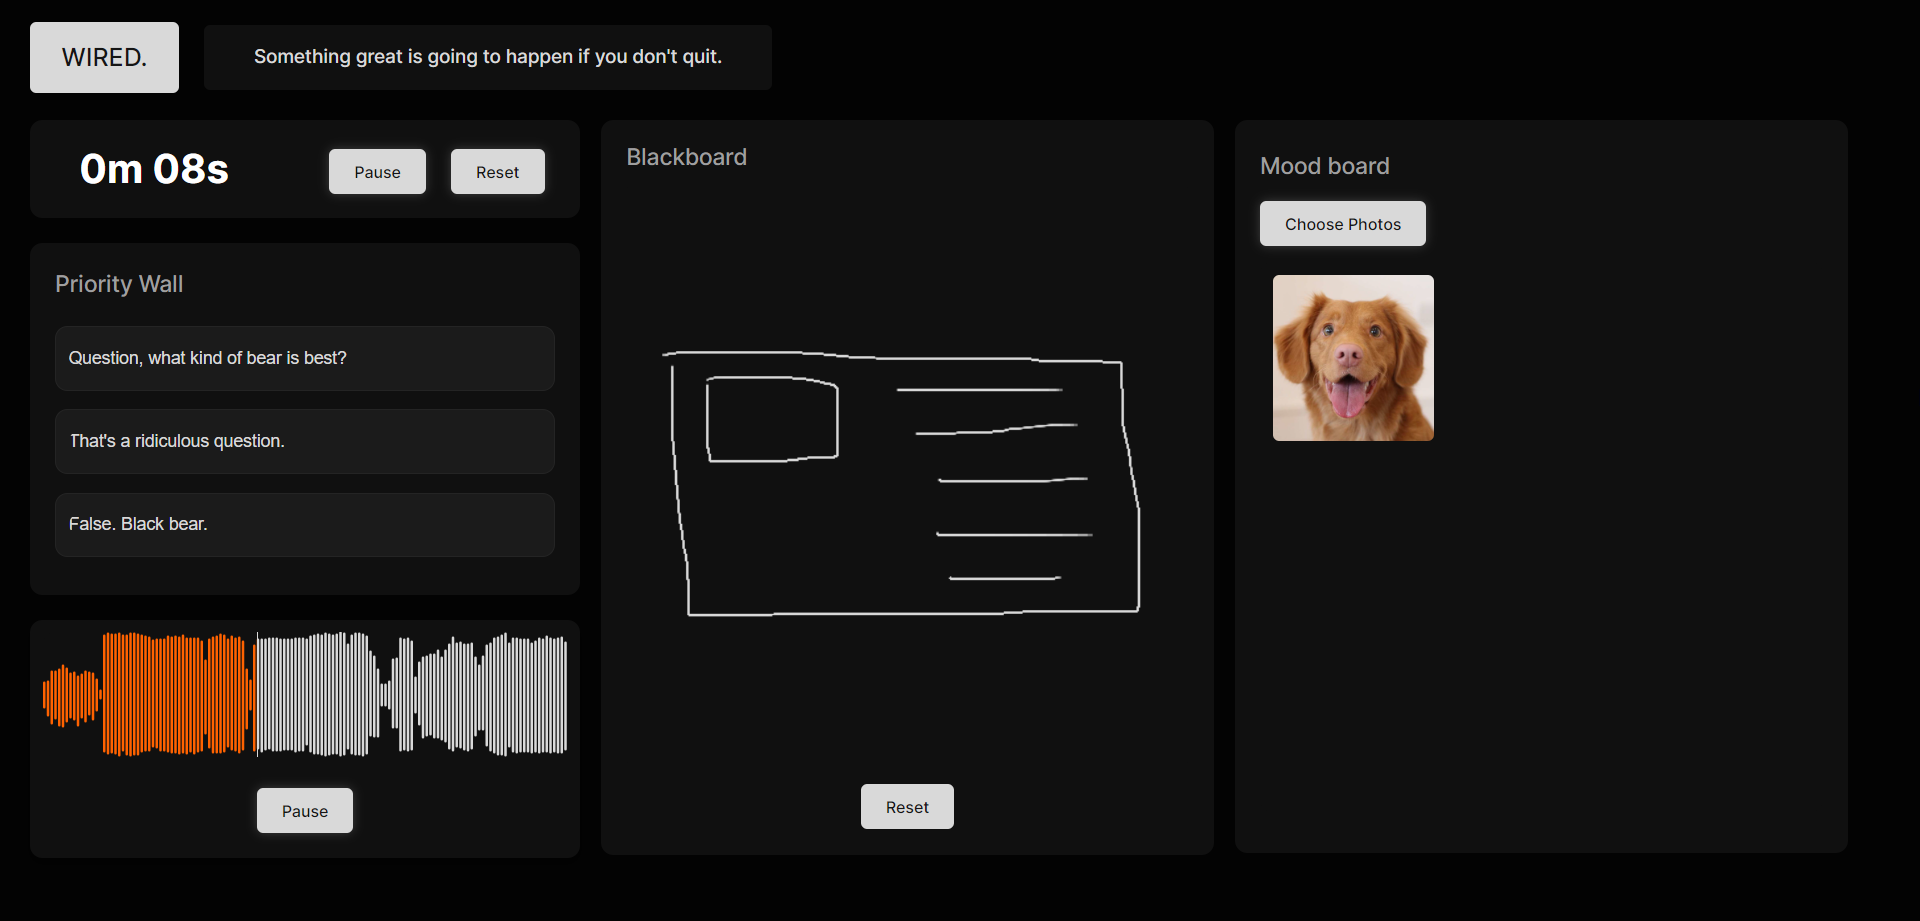 WIRED.
Something great is going to happen if you don't quit.
0m 08s
Pause
Reset
Priority Wall
Question, what kind of bear is best?
That's a ridiculous question.
False. Black bear.
Pause
Blackboard
Reset
Mood board
Choose Photos